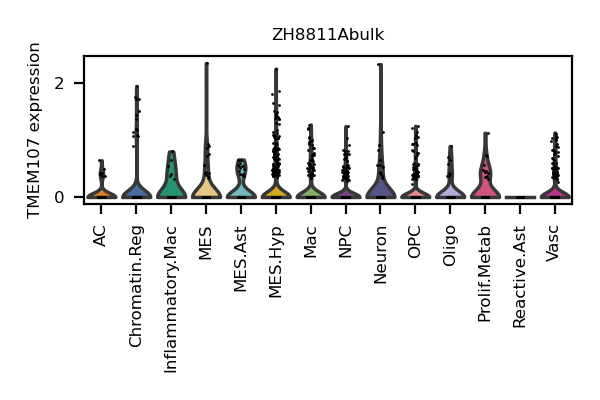 ZH8811Abulk
TMEM107 expression
2
0
AC
Chromatin.Reg
Inflammatory.Mac
MES
MES.Ast
MES.Hyp
Mac
NPC
Neuron
OPC
Oligo
Prolif.Metab
Reactive.Ast
Vasc